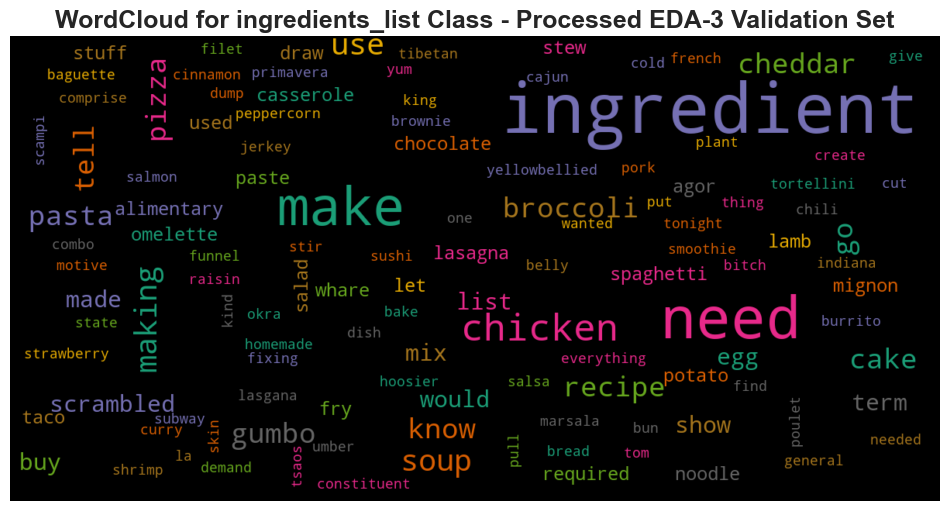 WordCloud for ingredients_list Class - Processed EDA-3 Validation Set
stuff
filet
draw
use
tibetan
stew
cold
french
cheddar
give
baguette
cinnamon
primavera
yum
cajun
comprise
dump
casserole
king
ingredient
pizza
used
peppercorn
brownie
plant
scampi
tell
jerkey
chocolate
create
salmon
paste
yellowbellied
pork
tortellini
cut
pasta
alimentary
make
agor
broccoli
put
thing
chili
one
wanted
tonight
go
combo
omelette
stir
sushi
lasagna
smoothie
lamb
motive
funnel
salad
belly
spaghetti
bitch
indiana
making
raisin
let
mignon
made
kind
whare
list
need
state
okra
bake
chicken
burrito
homemade
dish
strawberry
fixing
mix
everything
egg
cake
hoosier
salsa
recipe
potato
find
scrambled
lasgana
would
term
taco
subway
fry
marsala
bun
show
poulet
curry
skin
gumbo
know
needed
la
umber
soup
pull
bread
tom
general
buy
shrimp
demand
tsaos
constituent
required
noodle